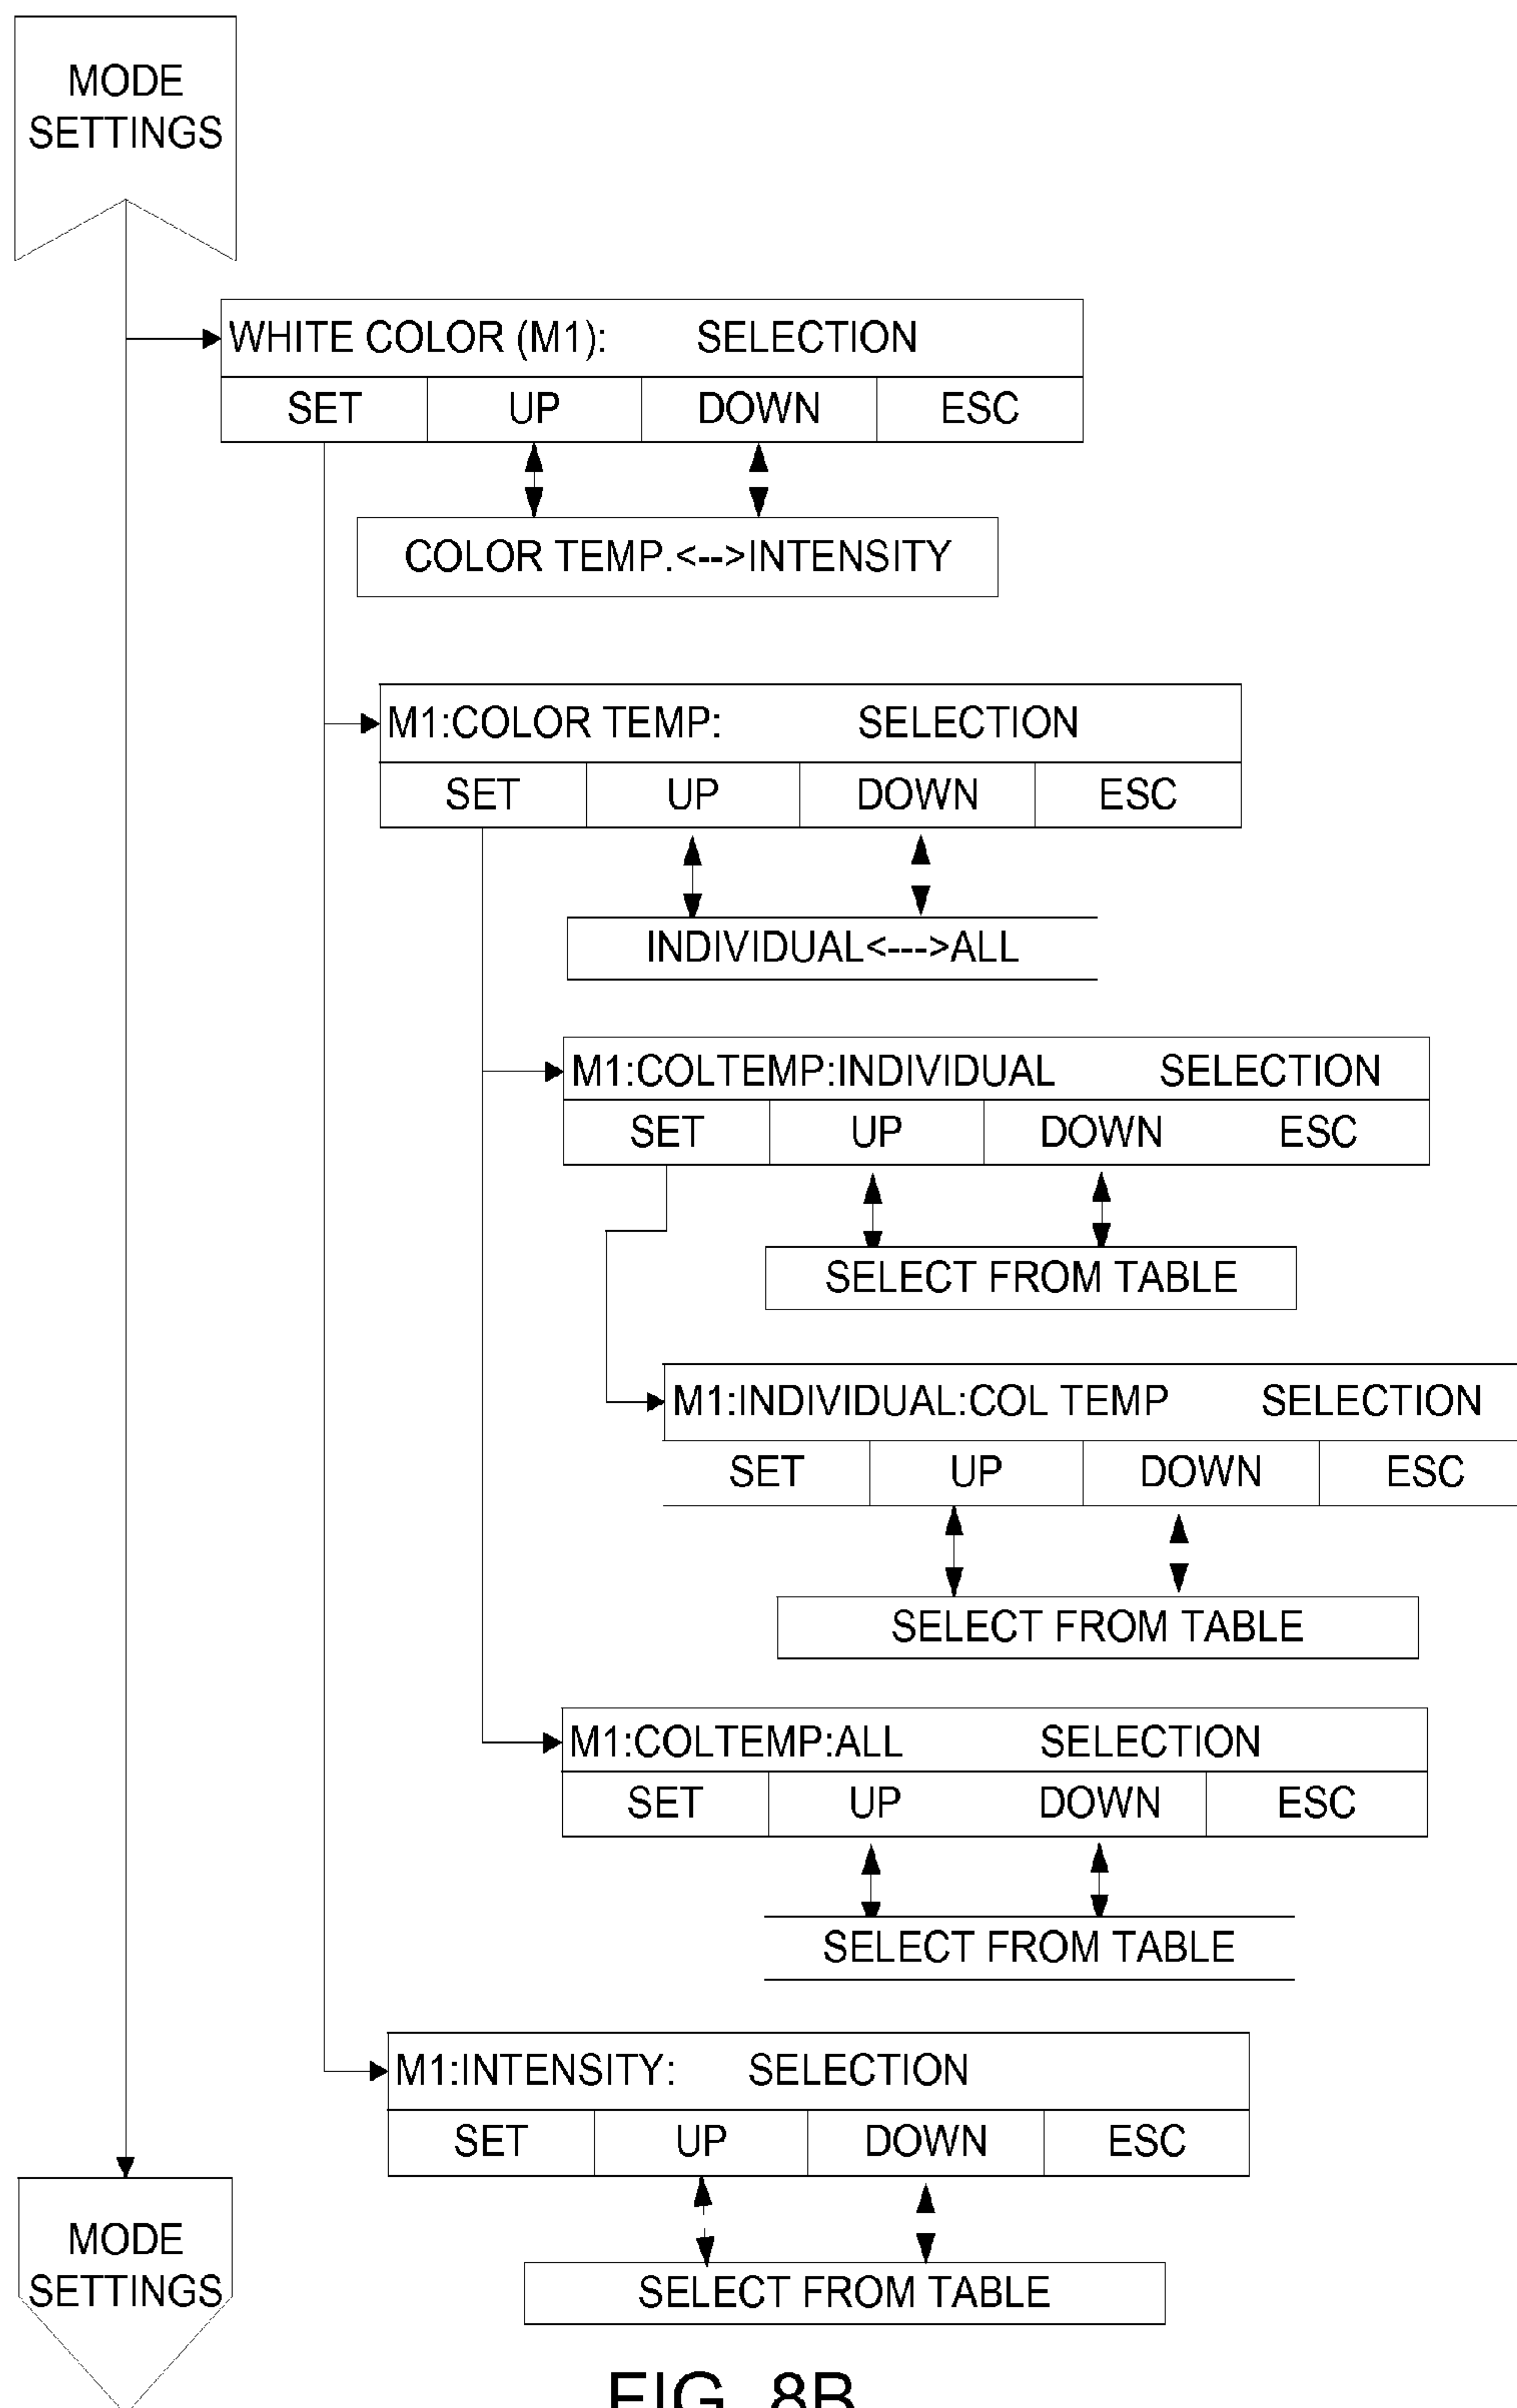 MODE
SETTINGS
WHITE COLOR (M1): SELECTION
SET UP DOWN ESC
COLOR TEMP.<-->INTENSITY
M1:COLOR TEMP: SELECTION
SET UP DOWN ESC
INDIVIDUAL<--->ALL
M1:COLTEMP:INDIVIDUAL SELECTION
SET UP DOWN ESC
SELECT FROM TABLE
M1:INDIVIDUAL:COL TEMP SELECTION
SET UP DOWN ESC
SELECT FROM TABLE
M1:COLTEMP:ALL SELECTION
SET UP DOWN ESC
SELECT FROM TABLE
M1:INTENSITY: SELECTION
SET UP DOWN ESC
SELECT FROM TABLE
MODE
SETTINGS
FIG. 8B